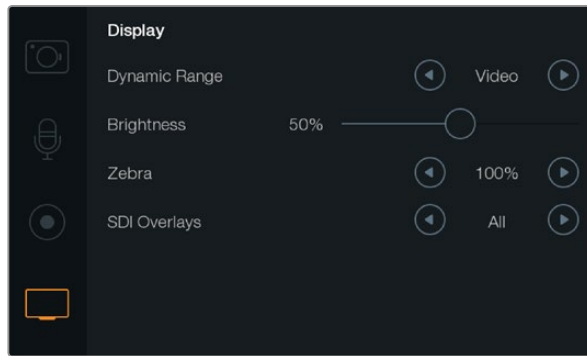 Display
Dynamic Range Video
Brightness 50%
Zebra 100%
SDI Overlays All